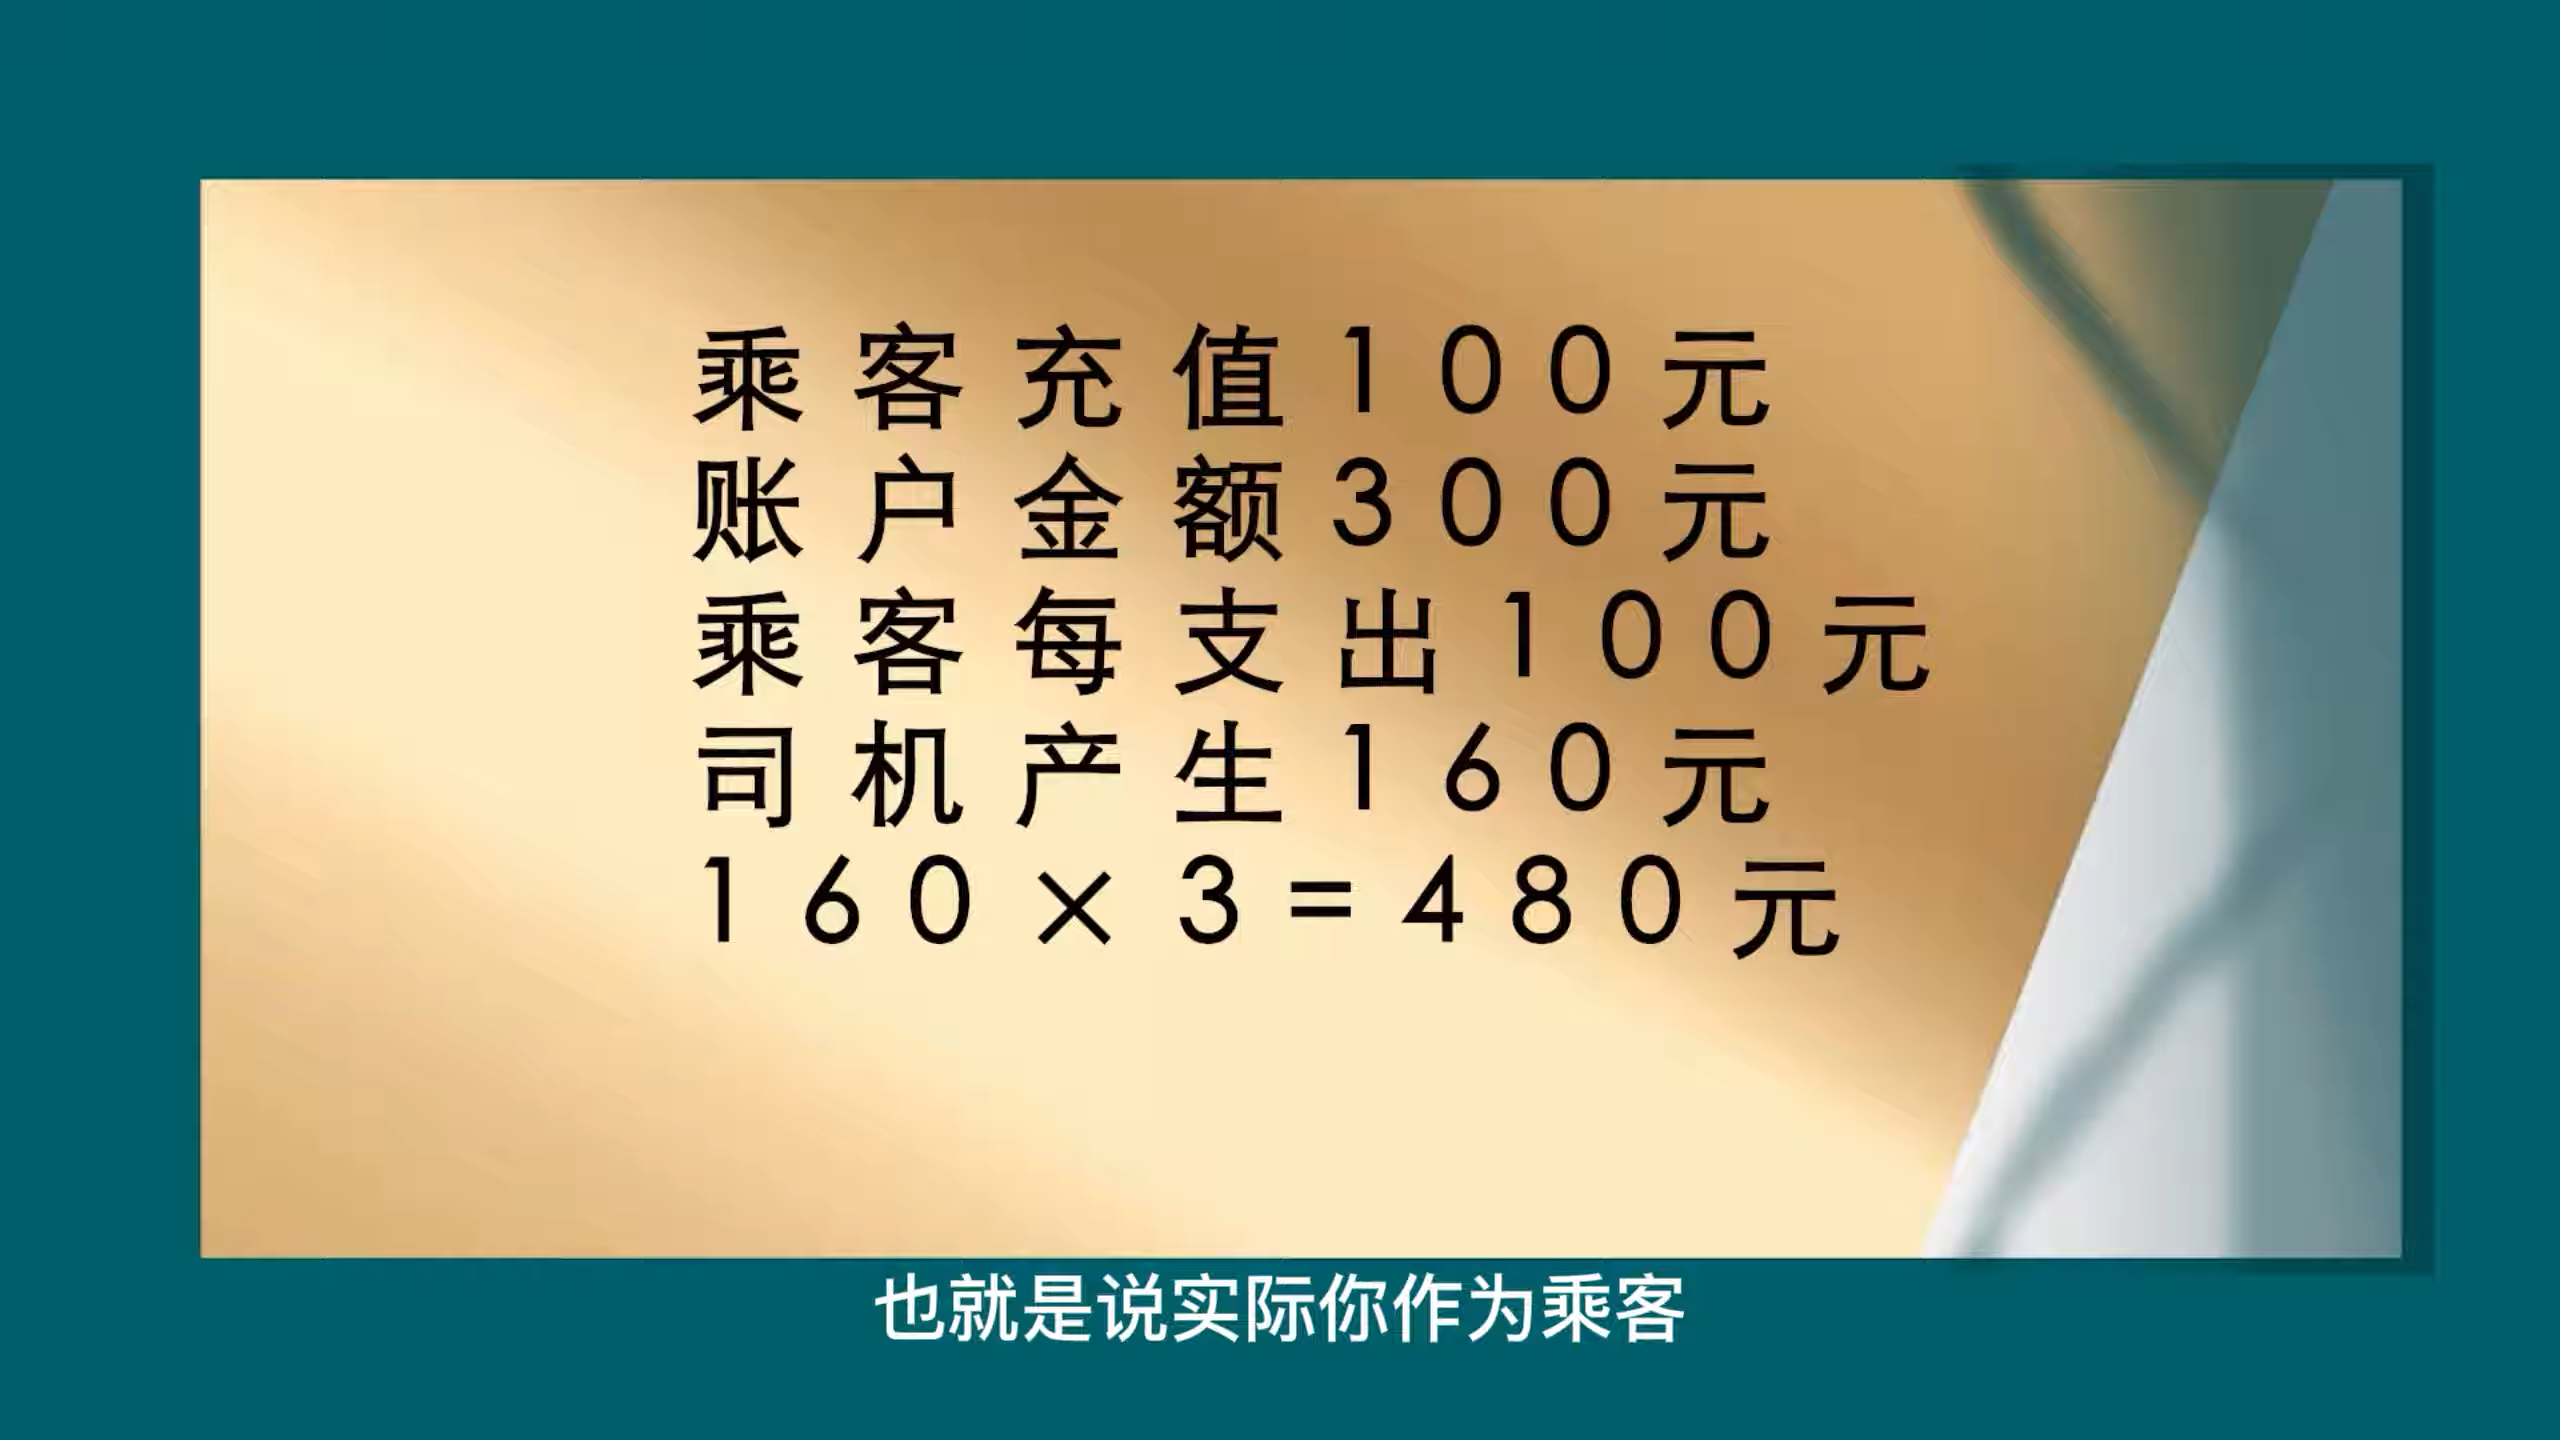 乘客充值100元
账户金额300元
乘客每支出100元
司机产生160元
160×3=480元
也就是说实际你作为乘客